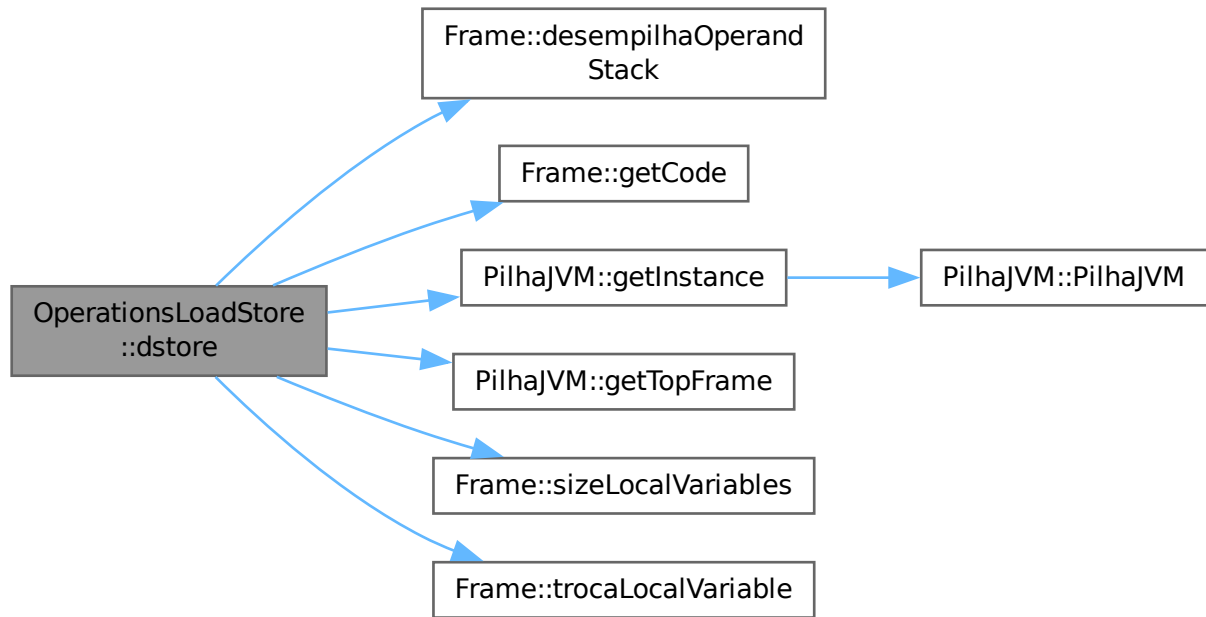 Frame::desempilhaOperand
Stack
Frame::getCode
PilhaJVM::getInstance
PilhaJVM::PilhaJVM
OperationsLoadStore
::dstore
PilhaJVM::getTopFrame
Frame::sizeLocalVariables
Frame::trocaLocalVariable